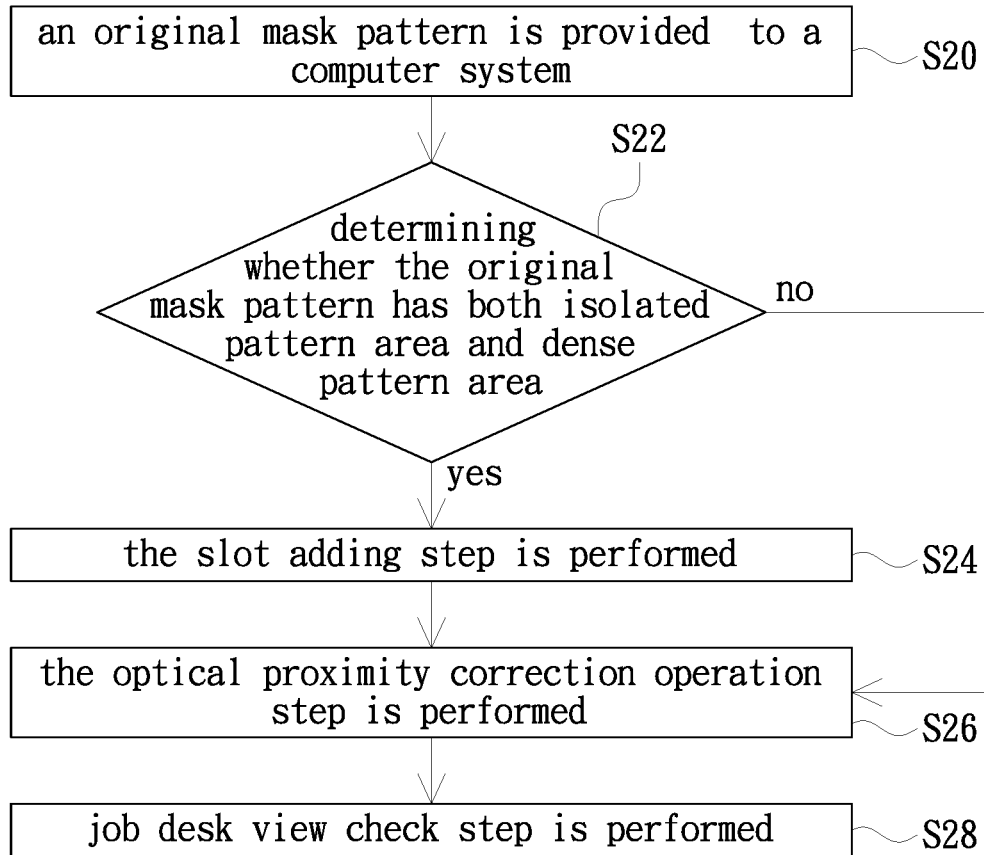 an original mask pattern is provided to a
computer system
S20
S22
determining
whether the original
mask pattern has both isolated
pattern area and dense
pattern area
no
yes
the slot adding step is performed
S24
the optical proximity correction operation
step is performed
S26
job desk view check step is performed
S28